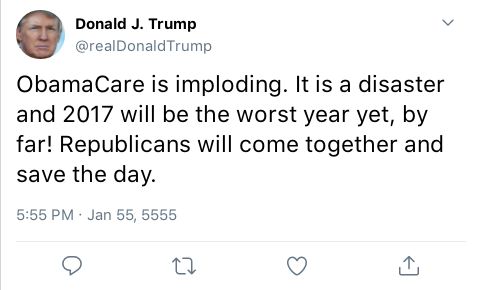 Donald J. Trump
@realDonaldTrump
ObamaCare is imploding. It is a disaster
and 2017 will be the worst year yet, by
far! Republicans will come together and
save the day.
5:55 PM · Jan 55, 5555